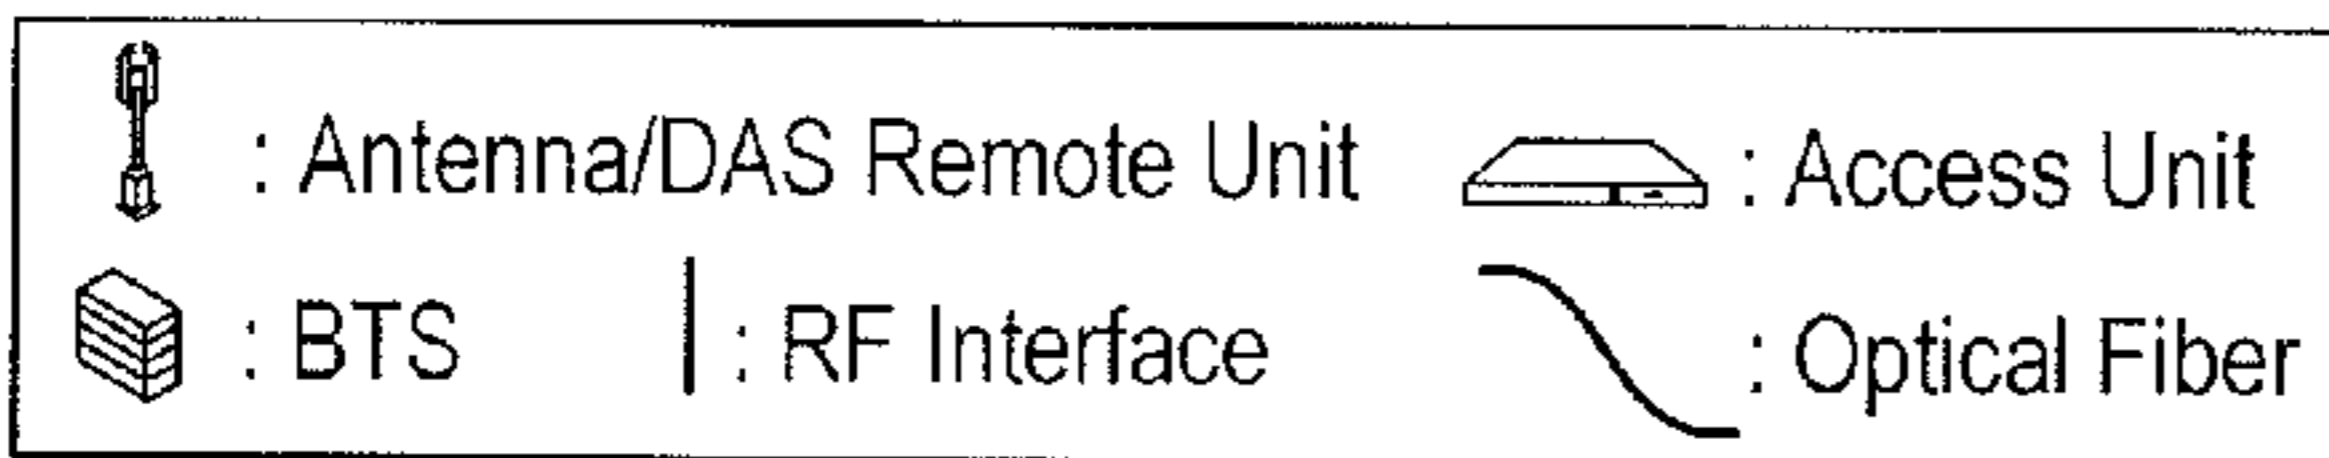 : Antenna/DAS Remote Unit : Access Unit
: BTS : RF Interface : Optical Fiber